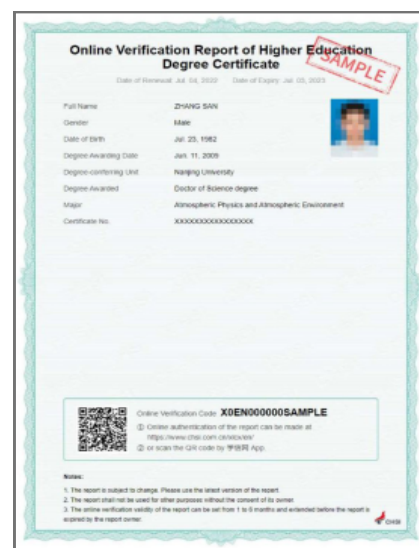 Online Verification Report of Higher Education
Degree Certificate
SAMPLE
Date of Renewal: Jul. 04, 2022 Date of Expiry: Jul. 05, 2023
Full Name ZHANG SAN
Gender Male
Date of Birth Jul. 23, 1982
Degree Awarding Date Jun. 11, 2009
Degree-conferring Unit Nanjing University
Degree Awarded Doctor of Science degree
Major Atmospheric Physics and Atmospheric Environment
Certificate No. XXXXXXXXXXXXXXXX
Online Verification Code: X0EN000000SAMPLE
① Online authentication of the report can be made at
https://www.chsi.com.cn/xlcx/en/
② or scan the QR code by 学信网 App.
Notes:
1. The report is subject to change. Please use the latest version of the report.
2. The report shall not be used for other purposes without the consent of its owner.
3. The online verification validity of the report can be set from 1 to 6 months and extended before the report is
expired by the report owner.
CHSI